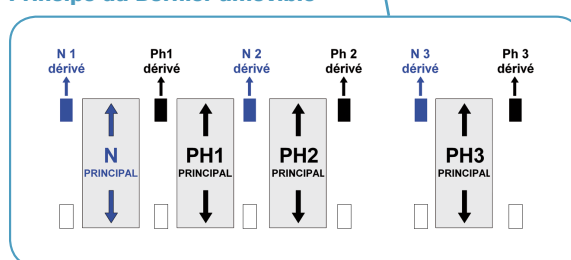 Principe du Bornier amovible
N 1
dérivé
Ph1
dérivé
N 2
dérivé
Ph 2
dérivé
N 3
dérivé
Ph 3
dérivé
N
PRINCIPAL
PH1
PRINCIPAL
PH2
PRINCIPAL
PH3
PRINCIPAL